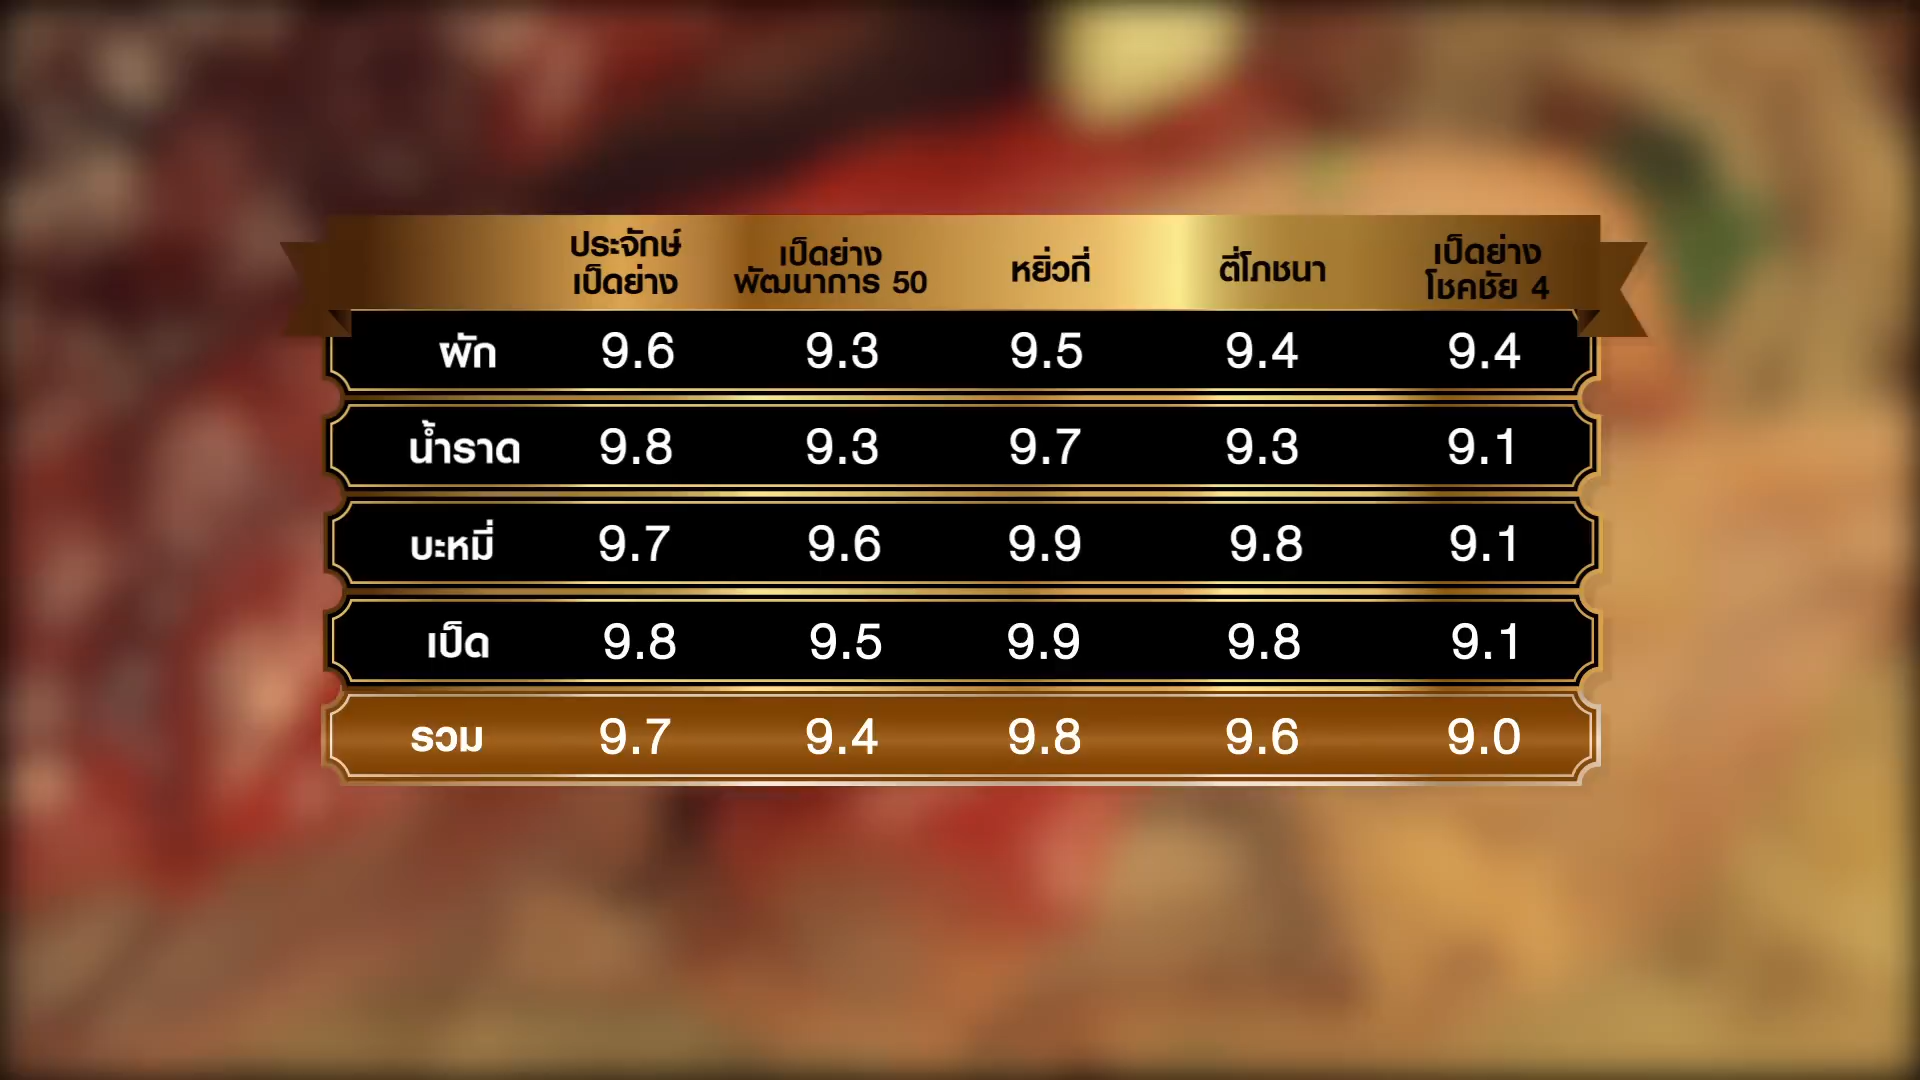 ประจักษ์
เป็ดย่าง
เป็ดย่าง
พัฒนาการ 50
หยิ่วกี่
ตี๋โภชนา
เป็ดย่าง
โชคชัย 4
ผัก 9.6 9.3 9.5 9.4 9.4
น้ำราด 9.8 9.3 9.7 9.3 9.1
บะหมี่ 9.7 9.6 9.9 9.8 9.1
เป็ด 9.8 9.5 9.9 9.8 9.1
รวม 9.7 9.4 9.8 9.6 9.0